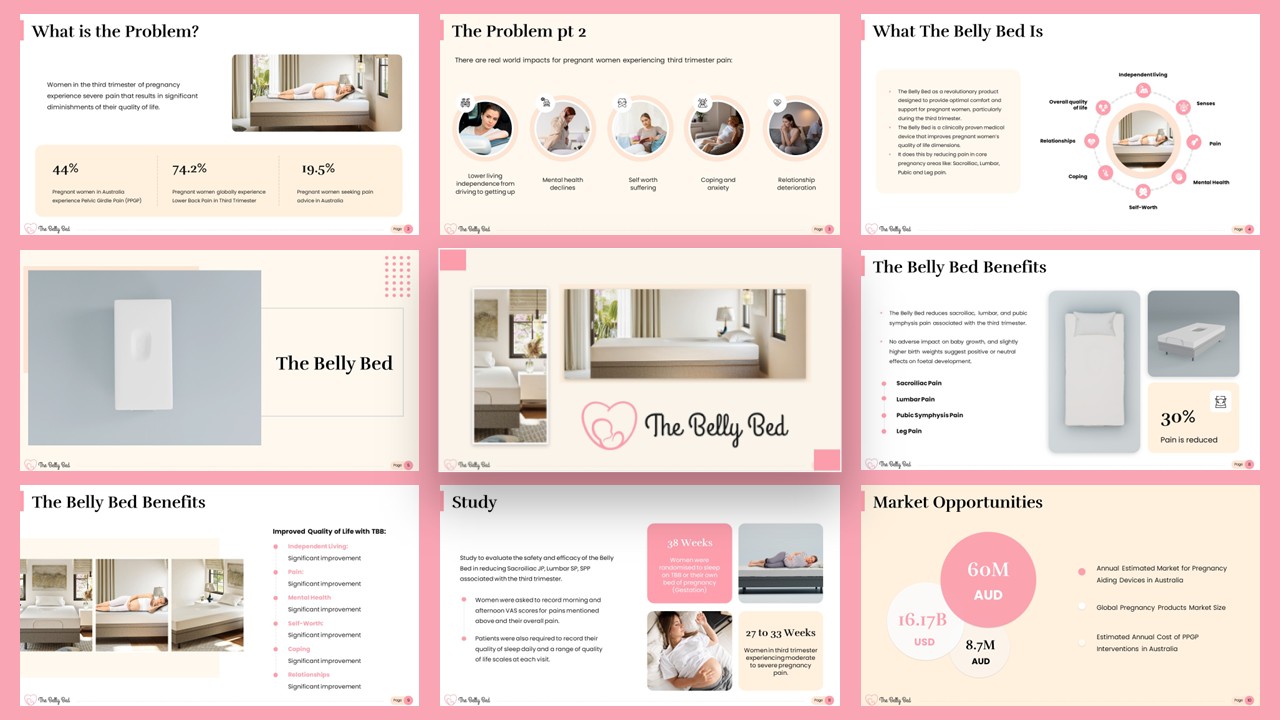 What is the Problem?
Women in the third trimester of pregnancy
experience severe pain that results in significant
diminishments of their quality of life.
44%
Pregnant women in Australia
experience Pelvic Girdle Pain (PPGF)
74.2%
Pregnant women globally experience
Lower Back Pain in Third Trimester
19.5%
Pregnant women seeking pain
advice in Australia
The Belly Bed
Page 2
The Problem pt 2
There are real world impacts for pregnant women experiencing third trimester pain:
Lower living
independence from
driving to getting up
Mental health
declines
Self worth
suffering
Coping and
anxiety
Relationship
deterioration
The Belly Bed
Page 3
What The Belly Bed Is
The Belly Bed as a revolutionary product
designed to provide optimal comfort and
support for pregnant women, particularly
during the third trimester.
The Belly Bed is a clinically proven medical
device that improves pregnant women's
quality of life dimensions.
It does this by reducing pain in core
pregnancy areas like: Sacroiliac, Lumbar,
Pubic and Leg pain.
Independent living
Senses
Pain
Mental Health
Self-Worth
Coping
Relationships
Overall quality
of life
The Belly Bed
Page 4
The Belly Bed
The Belly Bed
Page
The Belly Bed
The Belly Bed
The Belly Bed Benefits
The Belly Bed reduces sacroiliac, lumbar, and pubic
symphysis pain associated with the third trimester.
No adverse impact on baby growth, and slightly
higher birth weights suggest positive or neutral
effects on foetal development.
Sacroiliac Pain
Lumbar Pain
Pubic Symphysis Pain
Leg Pain
30%
Pain is reduced
The Belly Bed
Page
The Belly Bed Benefits
Improved Quality of Life with TBB:
Independent Living:
Significant improvement
Pain:
Significant improvement
Mental Health
Significant improvement
Self-Worth:
Significant improvement
Coping
Significant improvement
Relationships
Significant improvement
The Belly Bed
Page
Study
Study to evaluate the safety and efficacy of the Belly
Bed in reducing Sacroiliac JP, Lumbar SP, SPP
associated with the third trimester.
Women were asked to record morning and
afternoon VAS scores for pains mentioned
above and their overall pain.
Patients were also required to record their
quality of sleep daily and a range of quality
of life scales at each visit.
38 Weeks
Women were
randomised to sleep
on TBB or their own
bed of pregnancy
(Gestation)
27 to 33 Weeks
Women in third trimester
experiencing moderate
to severe pregnancy
pain.
The Belly Bed
Page
Market Opportunities
60M
AUD
16.17B
USD
8.7M
AUD
Annual Estimated Market for Pregnancy
Aiding Devices in Australia
Global Pregnancy Products Market Size
Estimated Annual Cost of PPGP
Interventions in Australia
The Belly Bed
Page